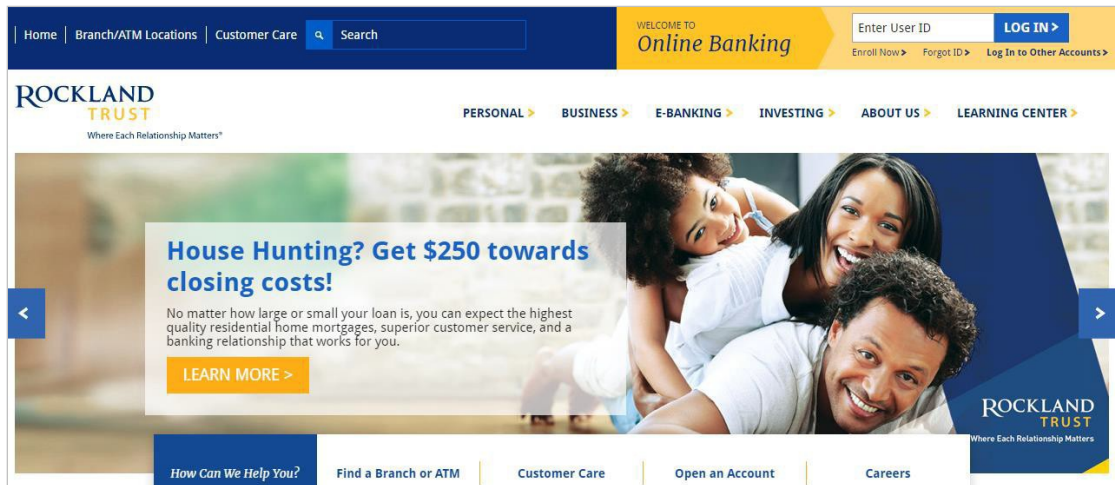 Home
Branch/ATM Locations
Customer Care
Search
WELCOME TO
Online Banking
Enter User ID
LOG IN >
Enroll Now >
Forgot ID >
Log In to Other Accounts >
ROCKLAND
TRUST
Where Each Relationship Matters®
PERSONAL >
BUSINESS >
E-BANKING >
INVESTING >
ABOUT US >
LEARNING CENTER >
House Hunting? Get $250 towards
closing costs!
No matter how large or small your loan is, you can expect the highest
quality residential home mortgages, superior customer service, and a
banking relationship that works for you.
LEARN MORE >
<
>
ROCKLAND
TRUST
Where Each Relationship Matters
How Can We Help You?
Find a Branch or ATM
Customer Care
Open an Account
Careers